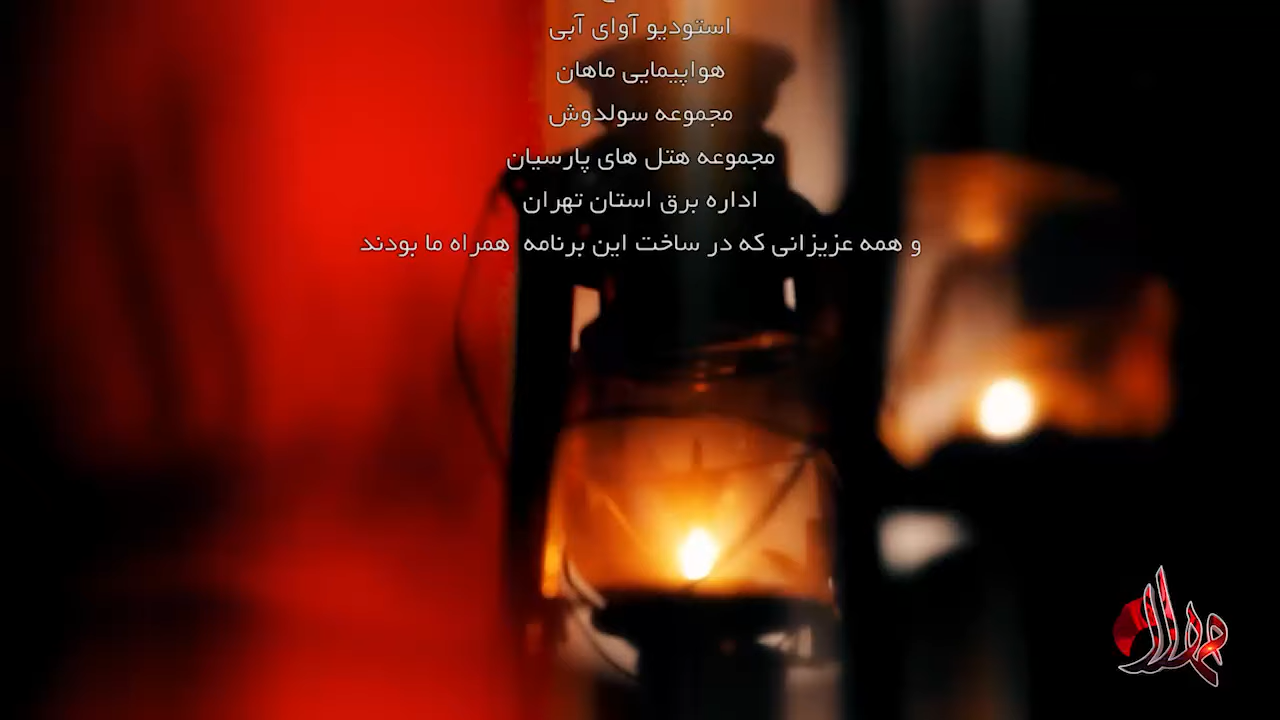 استودیو آوای آبی
هواپیمایی ماهان
مجموعه سولدوش
مجموعه هتل های پارسیان
اداره برق استان تهران
و همه عزیزانی که در ساخت این برنامه همراه ما بودند